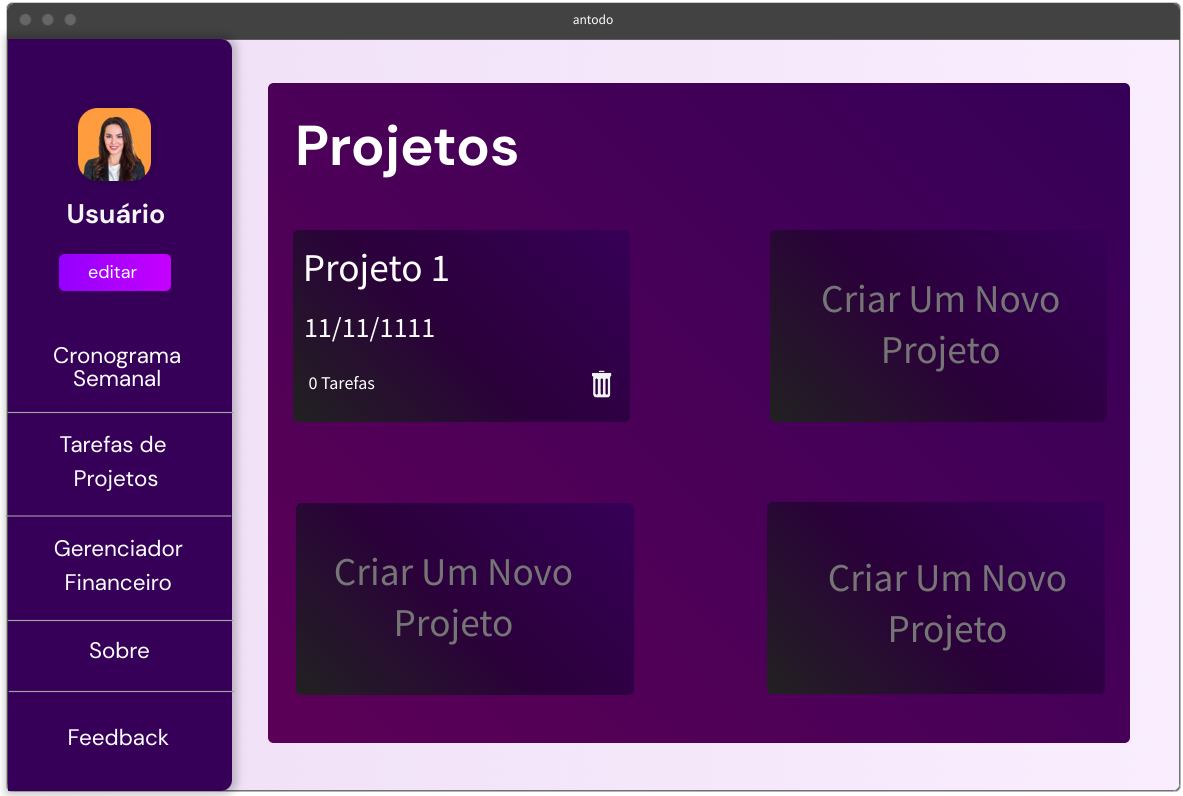 antodo
Usuário
editar
Cronograma
Semanal
Tarefas de
Projetos
Gerenciador
Financeiro
Sobre
Feedback
Projetos
Projeto 1
11/11/1111
0 Tarefas
Criar Um Novo
Projeto
Criar Um Novo
Projeto
Criar Um Novo
Projeto